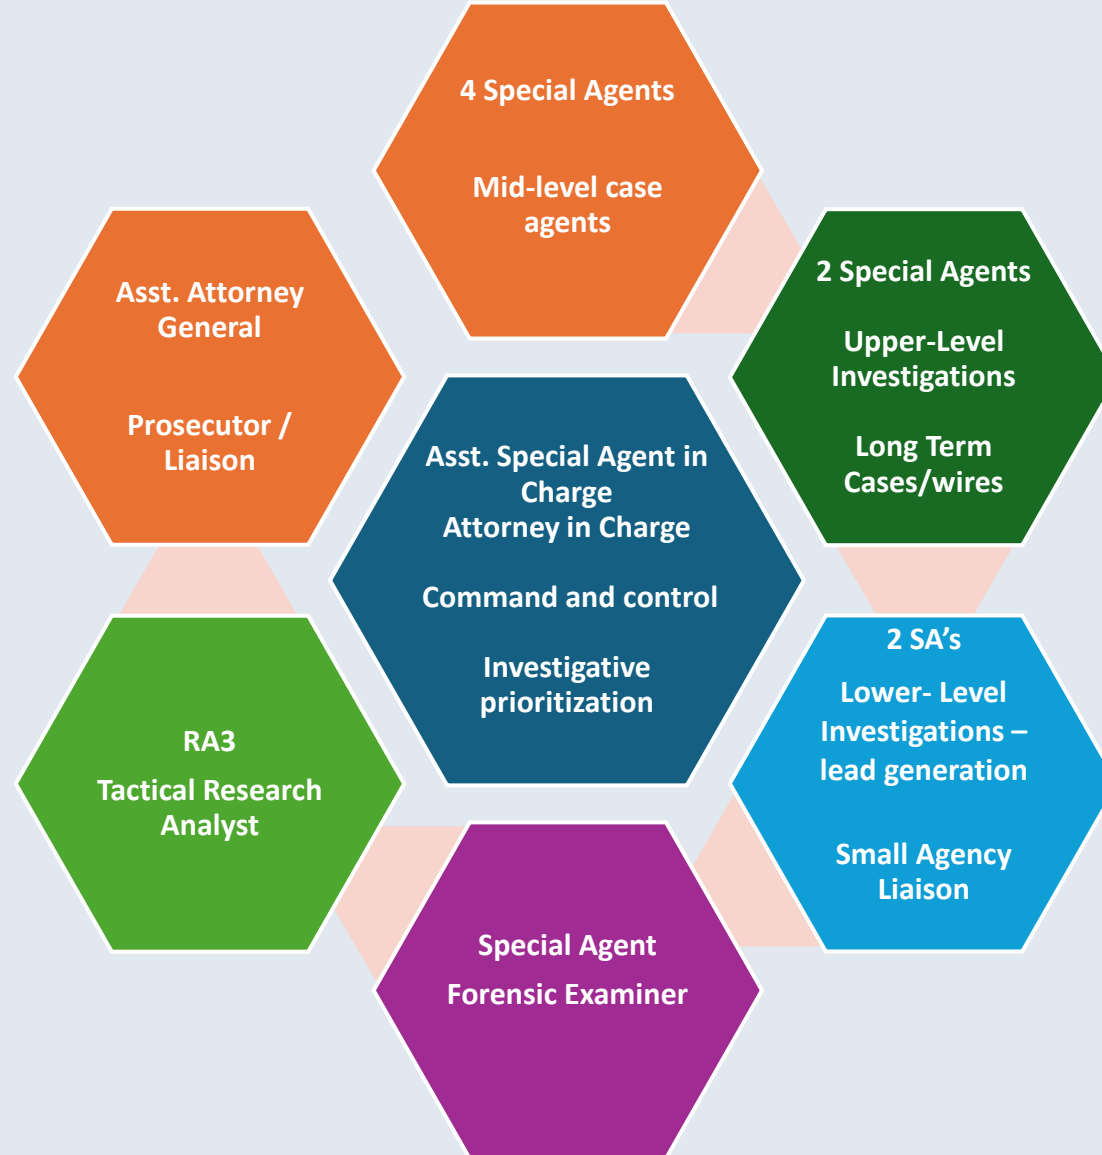 4 Special Agents
Mid-level case
agents
2 Special Agents
Upper-Level
Investigations
Long Term
Cases/wires
Asst. Attorney
General
Prosecutor /
Liaison
Asst. Special Agent in
Charge
Attorney in Charge
Command and control
Investigative
prioritization
2 SA’s
Lower- Level
Investigations –
lead generation
Small Agency
Liaison
RA3
Tactical Research
Analyst
Special Agent
Forensic Examiner